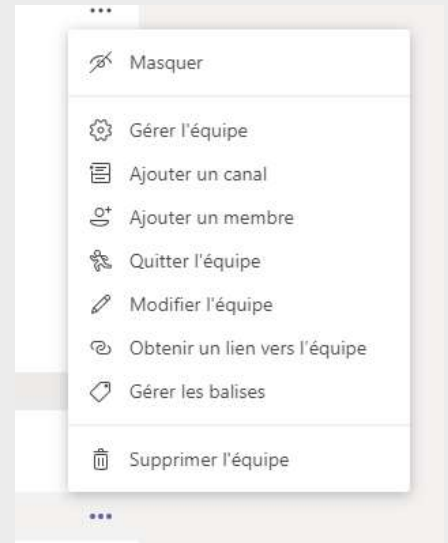 Masquer
Gérer l'équipe
Ajouter un canal
Ajouter un membre
Quitter l'équipe
Modifier l'équipe
Obtenir un lien vers l'équipe
Gérer les balises
Supprimer l'équipe